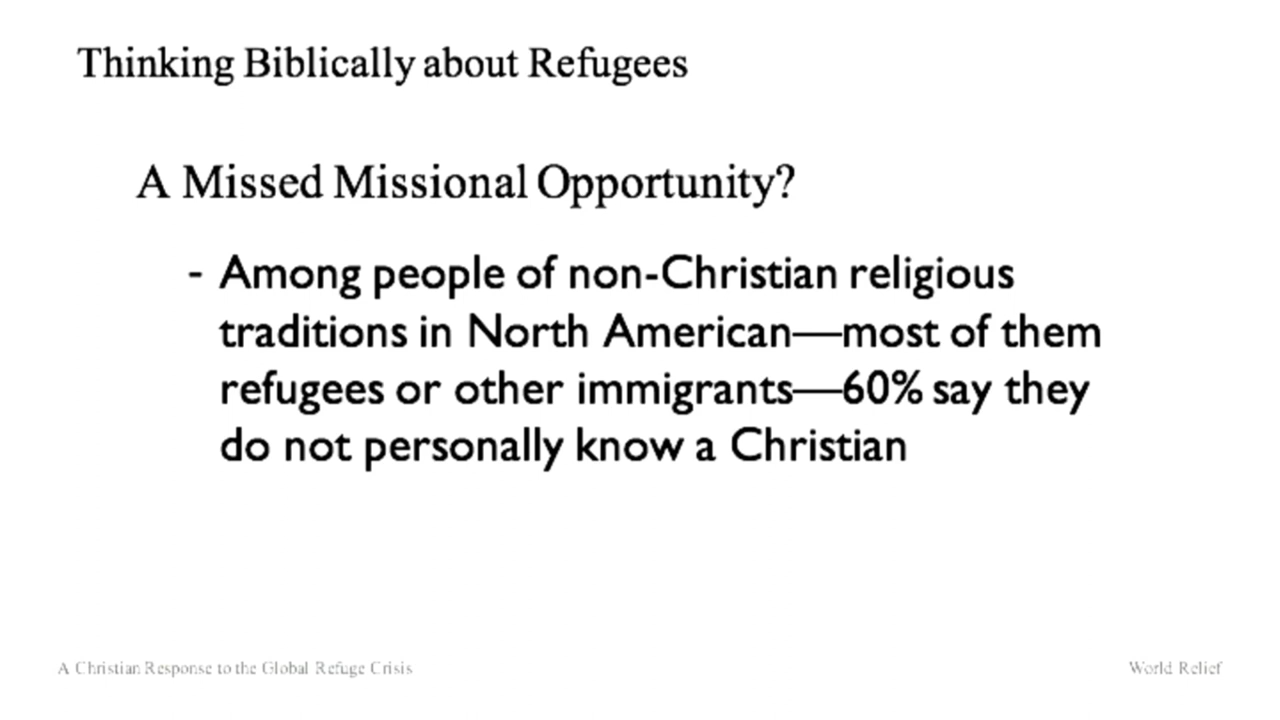 Thinking Biblically about Refugees
A Missed Missional Opportunity?
- Among people of non-Christian religious
traditions in North American—most of them
refugees or other immigrants—60% say they
do not personally know a Christian
A Christian Response to the Global Refuge Crisis
World Relief